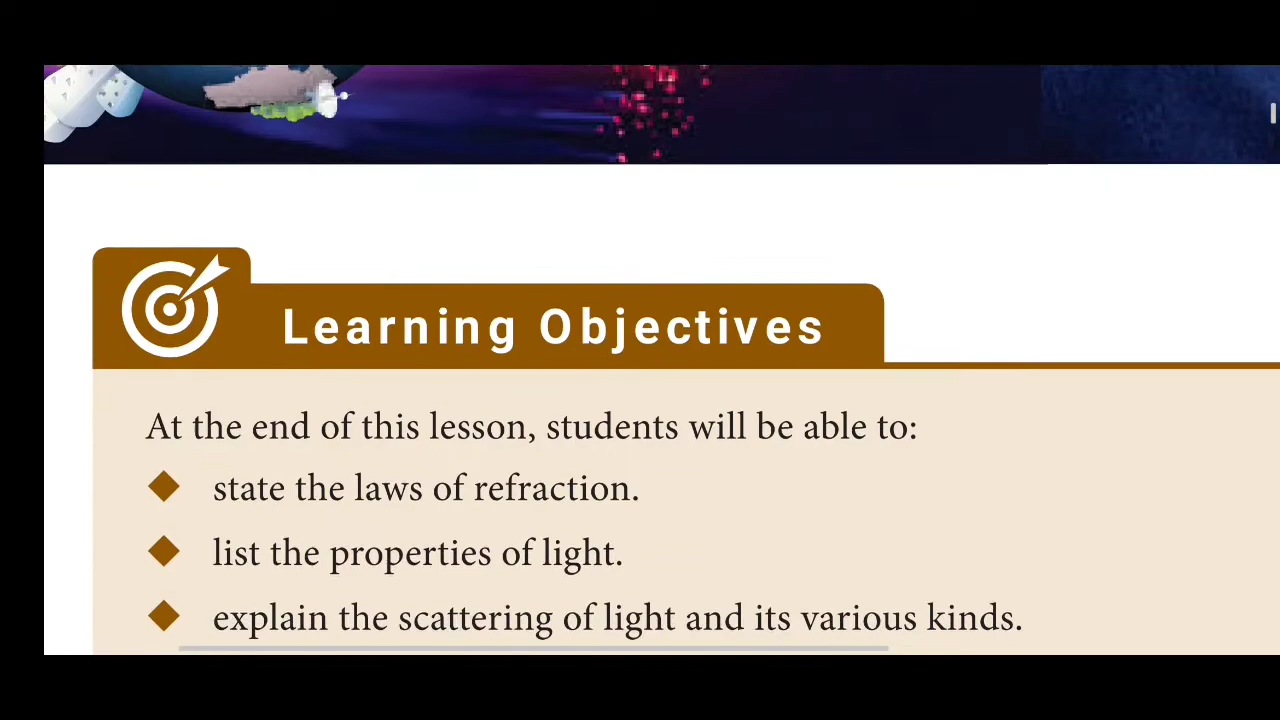 Learning Objectives
At the end of this lesson, students will be able to:
state the laws of refraction.
list the properties of light.
explain the scattering of light and its various kinds.